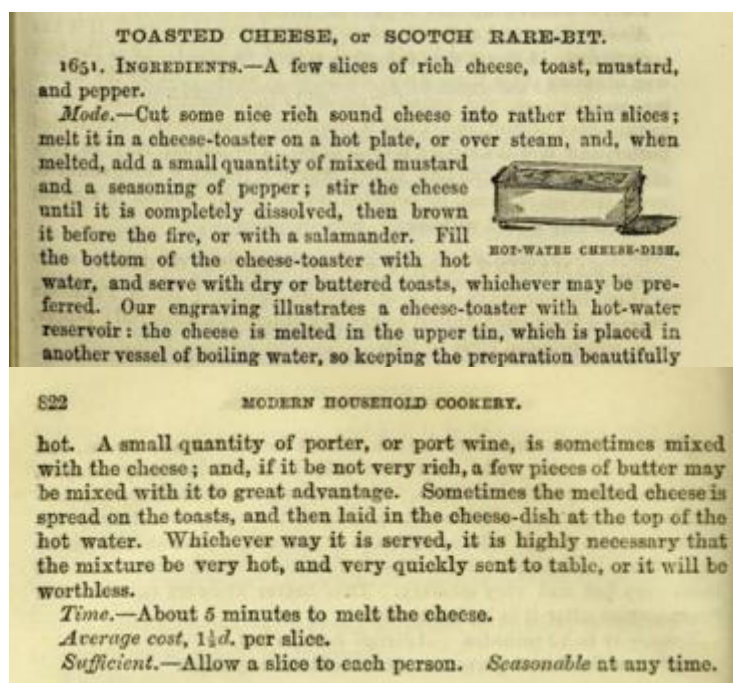 TOASTED CHEESE, or SCOTCH RARE-BIT.
1651. INGREDIENTS.—A few slices of rich cheese, toast, mustard,
and pepper.
Mode.—Cut some nice rich sound cheese into rather thin slices;
melt it in a cheese-toaster on a hot plate, or over steam, and, when
melted, add a small quantity of mixed mustard
and a seasoning of pepper; stir the cheese
until it is completely dissolved, then brown
it before the fire, or with a salamander. Fill
the bottom of the cheese-toaster with hot
HOT-WATER CHEESE-DISH.
water, and serve with dry or buttered toasts, whichever may be pre-
ferred. Our engraving illustrates a cheese-toaster with hot-water
reservoir: the cheese is melted in the upper tin, which is placed in
another vessel of boiling water, so keeping the preparation beautifully
822 MODERN HOUSEHOLD COOKERY.
hot. A small quantity of porter, or port wine, is sometimes mixed
with the cheese; and, if it be not very rich, a few pieces of butter may
be mixed with it to great advantage. Sometimes the melted cheese is
spread on the toasts, and then laid in the cheese-dish at the top of the
hot water. Whichever way it is served, it is highly necessary that
the mixture be very hot, and very quickly sent to table, or it will be
worthless.
Time.—About 5 minutes to melt the cheese.
Average cost, 1½d. per slice.
Sufficient.—Allow a slice to each person. Seasonable at any time.